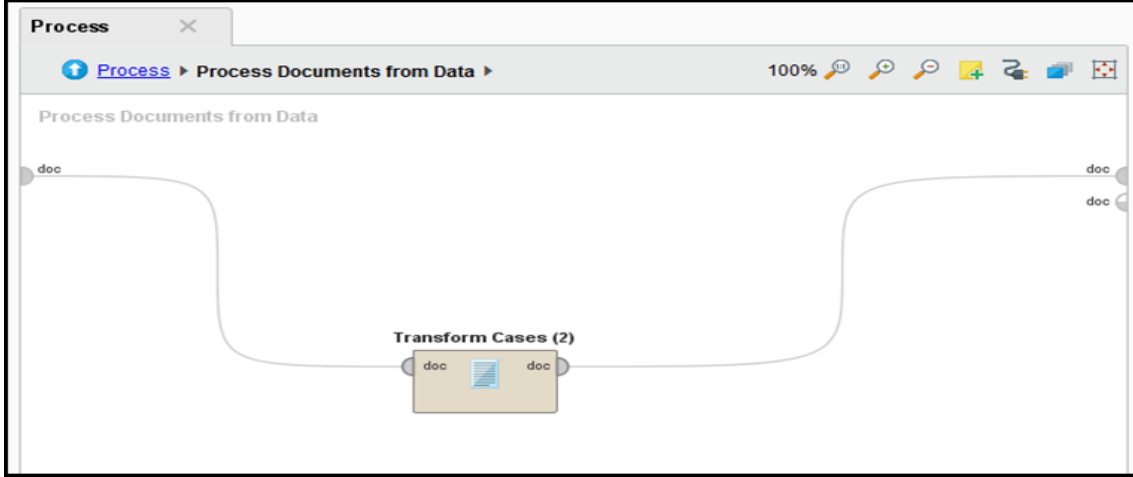 Process
Process Process Documents from Data
100%
Process Documents from Data
doc
doc
doc
Transform Cases (2)
doc doc